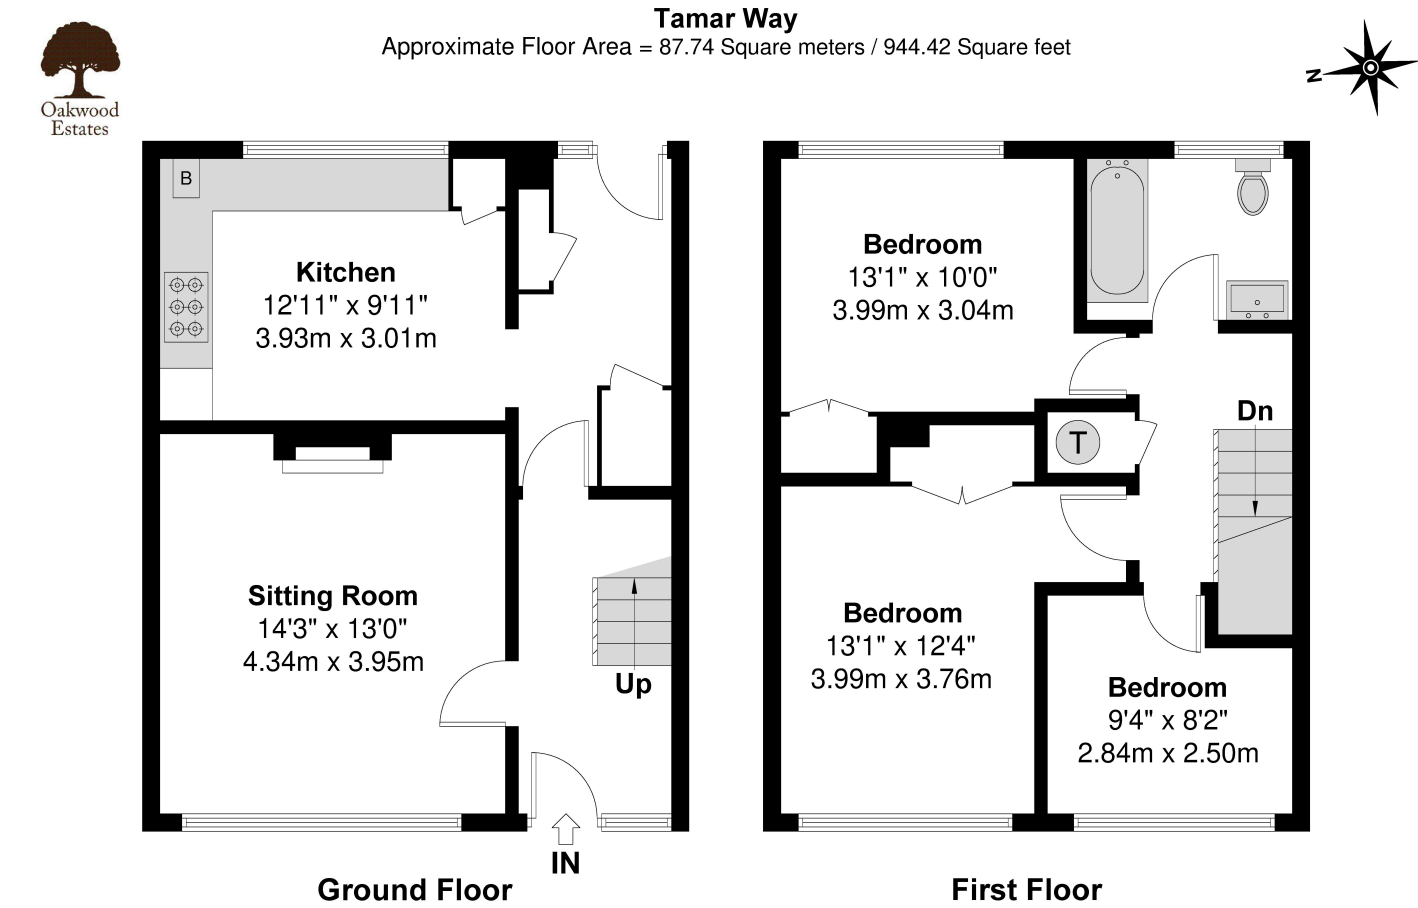 Tamar Way
Approximate Floor Area = 87.74 Square meters / 944.42 Square feet
Oakwood
Estates
N
B
Kitchen
12'11" x 9'11"
3.93m x 3.01m
Sitting Room
14'3" x 13'0"
4.34m x 3.95m
Up
IN
Ground Floor
Bedroom
13'1" x 10'0"
3.99m x 3.04m
Dn
T
Bedroom
13'1" x 12'4"
3.99m x 3.76m
Bedroom
9'4" x 8'2"
2.84m x 2.50m
First Floor